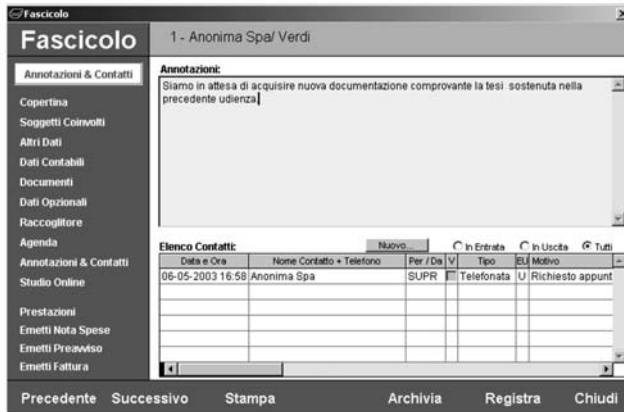 Fascicolo
Fascicolo
1 - Anonima Spa/ Verdi
Annotazioni & Contatti
Copertina
Soggetti Coinvolti
Altri Dati
Dati Contabili
Documenti
Dati Opzionali
Raccoglitore
Agenda
Annotazioni & Contatti
Studio Online
Prestazioni
Emetti Nota Spese
Emetti Preavviso
Emetti Fattura
Annotazioni:
Siamo in attesa di acquisire nuova documentazione comprovante la tesi sostenuta nella
precedente udienza.
Elenco Contatti: Nuovo... In Entrata In Uscita Tutti
Data e Ora Nome Contatto + Telefono Per / Da V Tipo EU Motivo
06-05-2003 16:58 Anonima Spa SUPR Telefonata U Richiesto appunt
Precedente Successivo Stampa Archivia Registra Chiudi